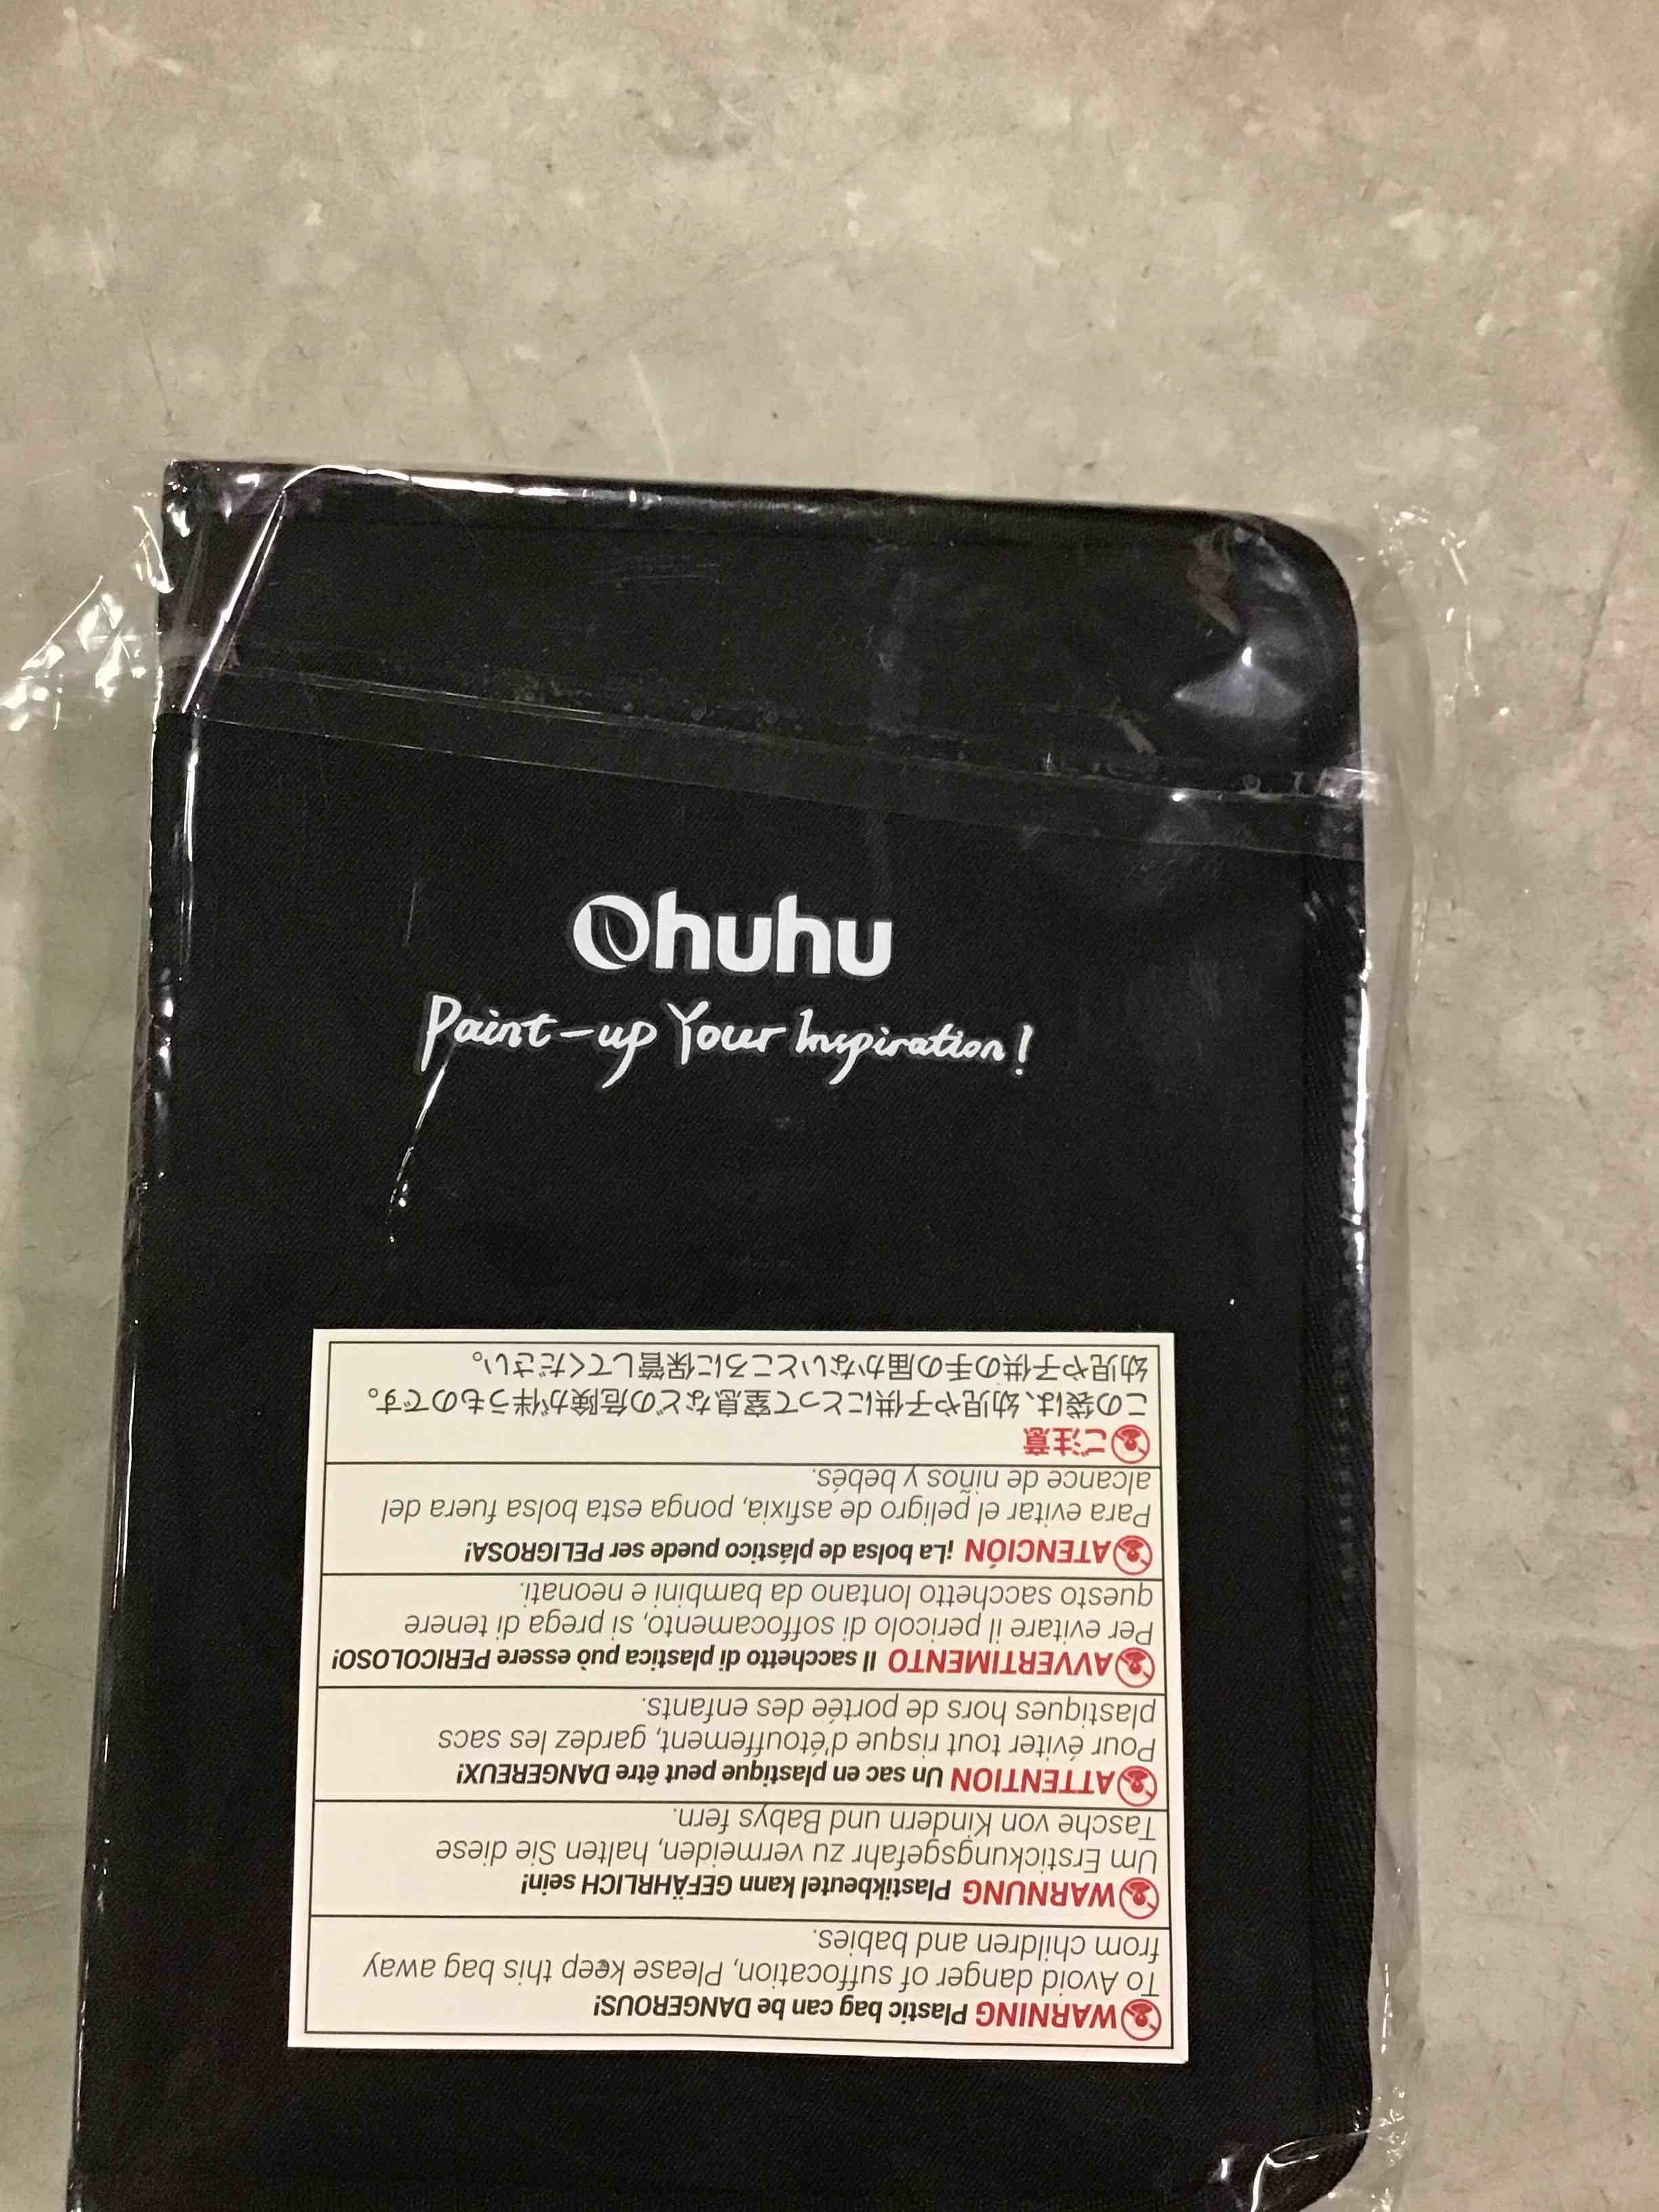 Ohuhu
Paint-up Your Inspiration!
WARNING Plastic bag can be DANGEROUS!
To Avoid danger of suffocation, Please keep this bag away
from children and babies.
WARNUNG Plastikbeutel kann GEFÄHRLICH sein!
Um Erstickungsgefahr zu vermeiden, halten Sie diese
Tasche von Kindern und Babys fern.
ATTENTION Un sac en plastique peut être DANGEREUX!
Pour éviter tout risque d'étouffement, gardez les sacs
plastiques hors de portée des enfants.
AVVERTIMENTO Il sacchetto di plastica può essere PERICOLOSO!
Per evitare il pericolo di soffocamento, si prega di tenere
questo sacchetto lontano da bambini e neonati.
ATENCIÓN ¡La bolsa de plástico puede ser PELIGROSA!
Para evitar el peligro de asfixia, ponga esta bolsa fuera del
alcance de niños y bebés.
ご注意
この袋は、幼児や子供にとって窒息などの危険が伴うものです。
幼児や子供の手の届かないところに保管してください。